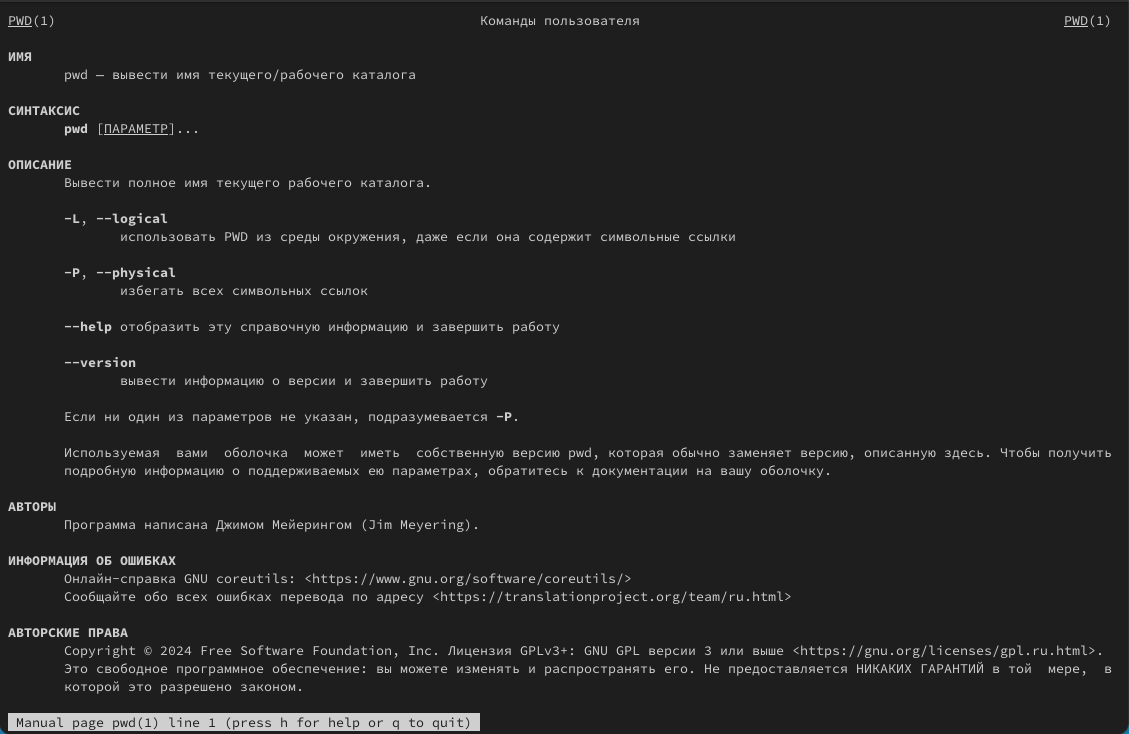 PWD(1) Команды пользователя PWD(1)
ИМЯ
pwd — вывести имя текущего/рабочего каталога
СИНТАКСИС
pwd [ПАРАМЕТР]...
ОПИСАНИЕ
Вывести полное имя текущего рабочего каталога.
-L, --logical
использовать PWD из среды окружения, даже если она содержит символьные ссылки
-P, --physical
избегать всех символьных ссылок
--help отобразить эту справочную информацию и завершить работу
--version
вывести информацию о версии и завершить работу
Если ни один из параметров не указан, подразумевается -P.
Используемая вами оболочка может иметь собственную версию pwd, которая обычно заменяет версию, описанную здесь. Чтобы получить
подробную информацию о поддерживаемых ею параметрах, обратитесь к документации на вашу оболочку.
АВТОРЫ
Программа написана Джимом Мейерингом (Jim Meyering).
ИНФОРМАЦИЯ ОБ ОШИБКАХ
Онлайн-справка GNU coreutils: <https://www.gnu.org/software/coreutils/>
Сообщайте обо всех ошибках перевода по адресу <https://translationproject.org/team/ru.html>
АВТОРСКИЕ ПРАВА
Copyright © 2024 Free Software Foundation, Inc. Лицензия GPLv3+: GNU GPL версии 3 или выше <https://gnu.org/licenses/gpl.ru.html>.
Это свободное программное обеспечение: вы можете изменять и распространять его. Не предоставляется НИКАКИХ ГАРАНТИЙ в той мере, в
которой это разрешено законом.
Manual page pwd(1) line 1 (press h for help or q to quit)